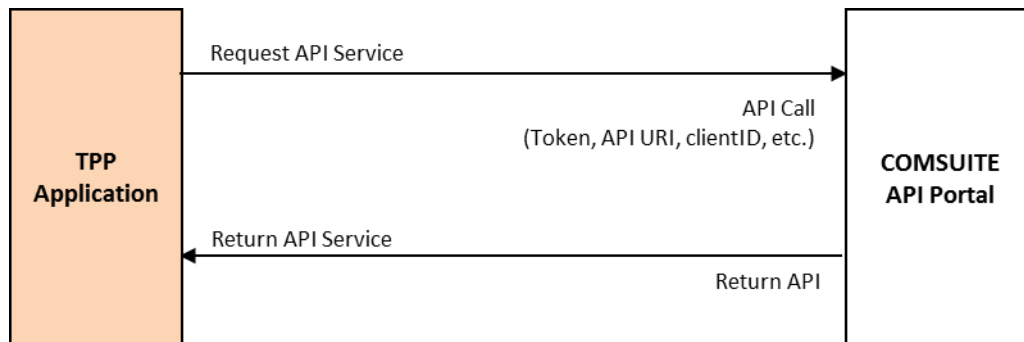 Request API Service
API Call
(Token, API URI, clientID, etc.)
TPP
Application
COMSUITE
API Portal
Return API Service
Return API